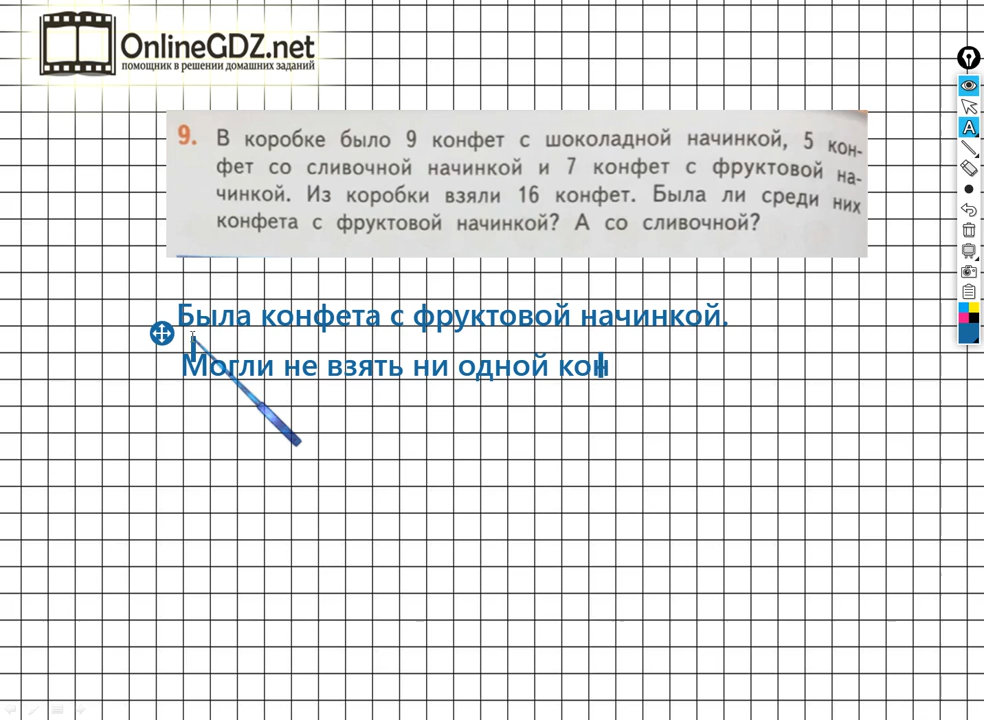 OnlineGDZ.net
помощник в решении домашних заданий
9. В коробке было 9 конфет с шоколадной начинкой, 5 кон-
фет со сливочной начинкой и 7 конфет с фруктовой на-
чинкой. Из коробки взяли 16 конфет. Была ли среди них
конфета с фруктовой начинкой? А со сливочной?
Была конфета с фруктовой начинкой.
Могли не взять ни одной кон